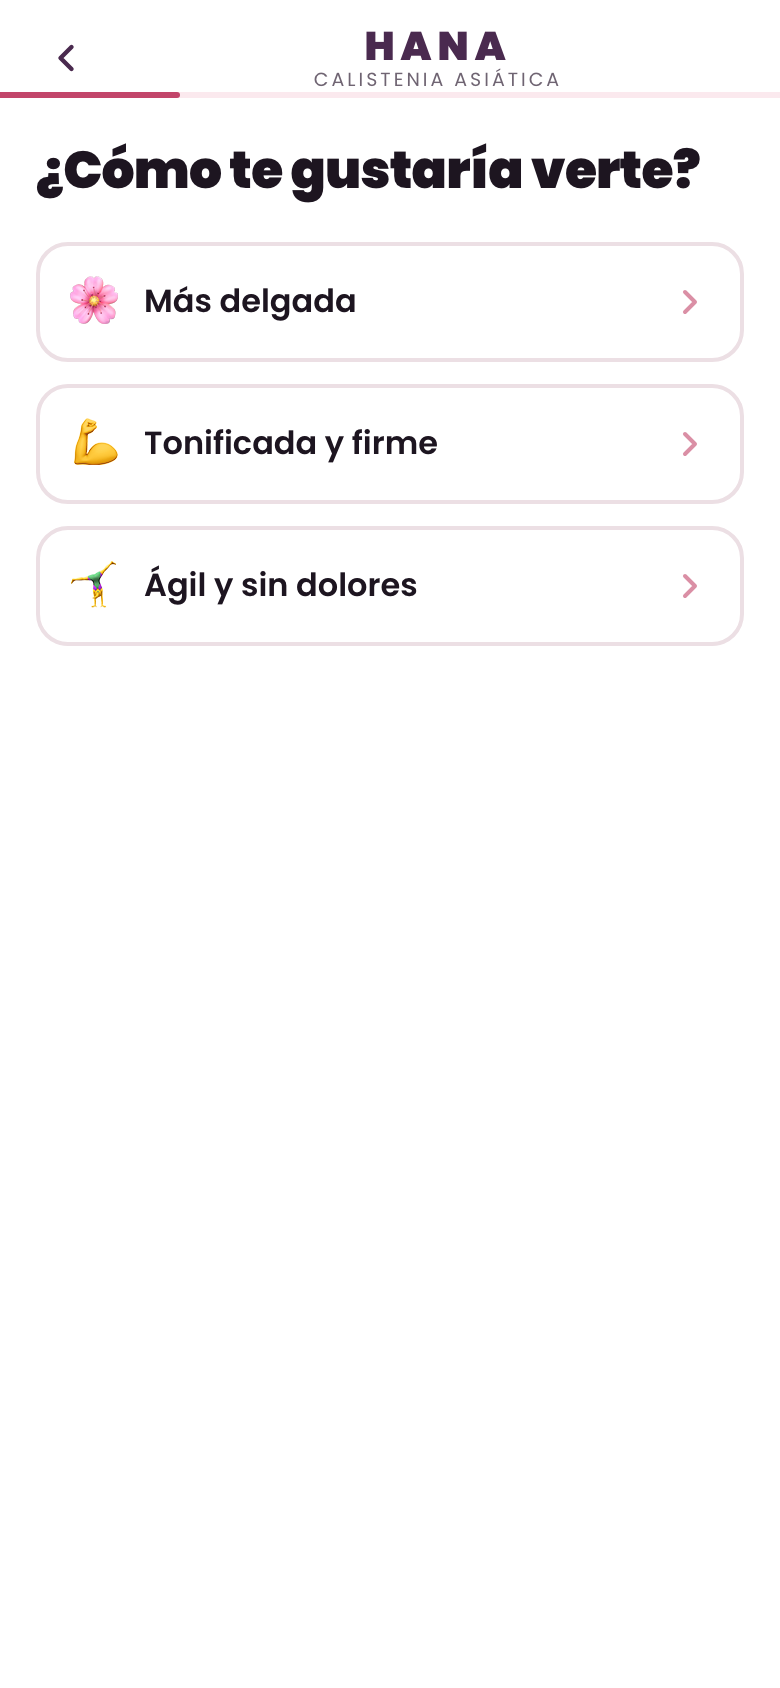 HANA
CALISTENIA ASIÁTICA
¿Cómo te gustaría verte?
Más delgada
Tonificada y firme
Ágil y sin dolores